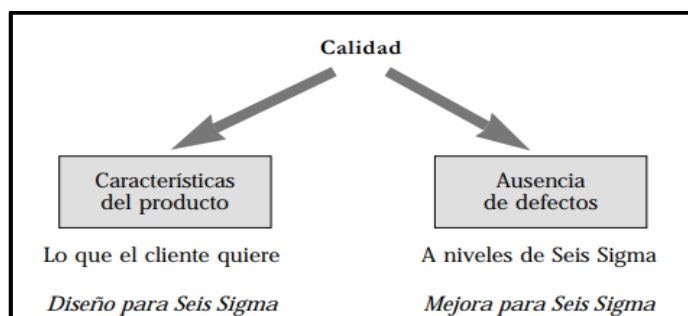 Calidad
Características
del producto
Ausencia
de defectos
Lo que el cliente quiere
A niveles de Seis Sigma
Diseño para Seis Sigma
Mejora para Seis Sigma